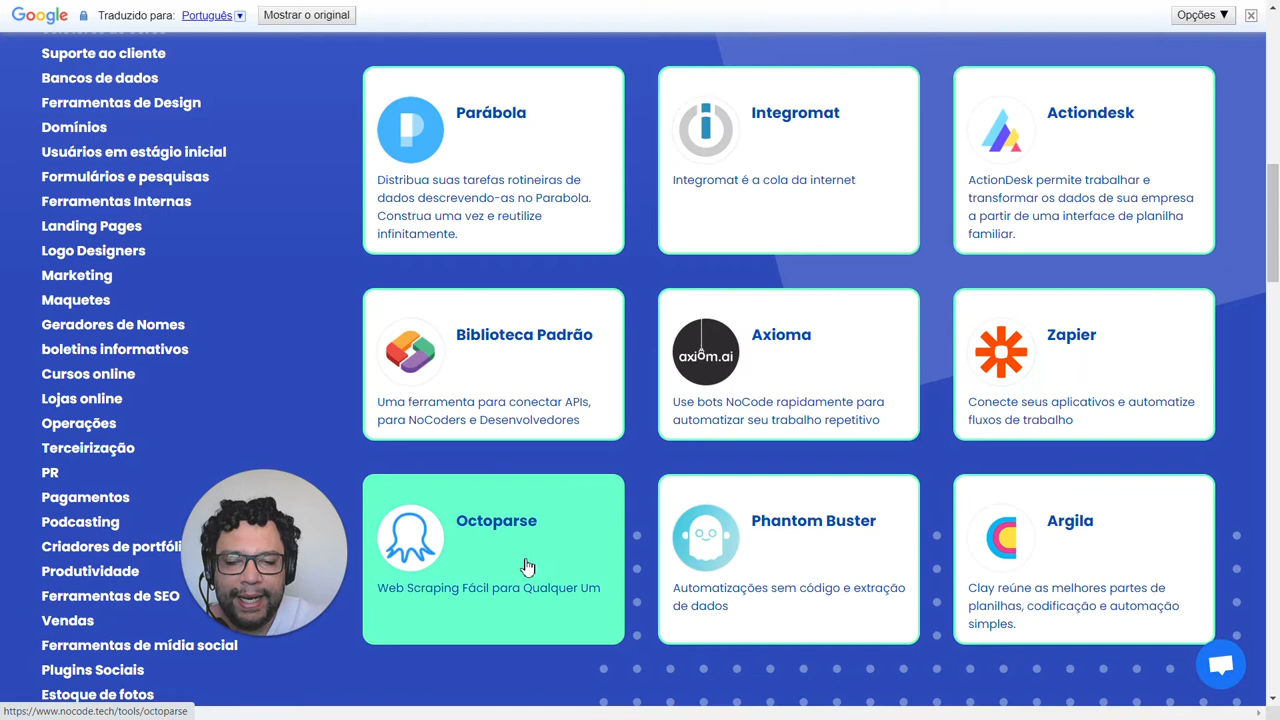 Google Traduzido para: Português ▼ Mostrar o original Opções ▼
Suporte ao cliente
Bancos de dados
Ferramentas de Design
Domínios
Usuários em estágio inicial
Formulários e pesquisas
Ferramentas Internas
Landing Pages
Logo Designers
Marketing
Maquetes
Geradores de Nomes
boletins informativos
Cursos online
Lojas online
Operações
Terceirização
PR
Pagamentos
Podcasting
Criadores de portfóli
Produtividade
Ferramentas de SEO
Vendas
Ferramentas de mídia social
Plugins Sociais
Estoque de fotos
Parábola
Distribua suas tarefas rotineiras de
dados descrevendo-as no Parabola.
Construa uma vez e reutilize
infinitamente.
Integromat
Integromat é a cola da internet
Actiondesk
ActionDesk permite trabalhar e
transformar os dados de sua empresa
a partir de uma interface de planilha
familiar.
Biblioteca Padrão
Uma ferramenta para conectar APIs,
para NoCoders e Desenvolvedores
axiom.ai
Axioma
Use bots NoCode rapidamente para
automatizar seu trabalho repetitivo
Zapier
Conecte seus aplicativos e automatize
fluxos de trabalho
Octoparse
Web Scraping Fácil para Qualquer Um
Phantom Buster
Automatizações sem código e extração
de dados
Argila
Clay reúne as melhores partes de
planilhas, codificação e automação
simples.
https://www.nocode.tech/tools/octoparse